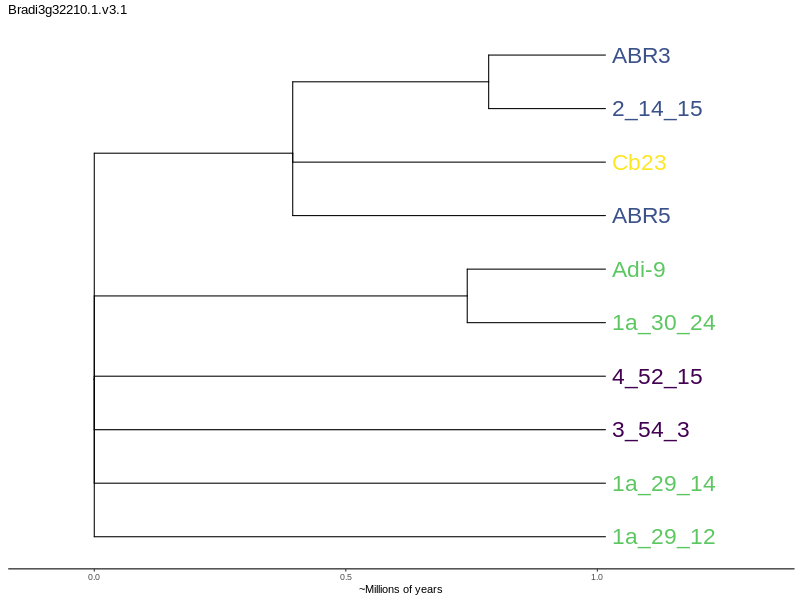 Bradi3g32210.1.v3.1
ABR3
2_14_15
Cb23
ABR5
Adi-9
1a_30_24
4_52_15
3_54_3
1a_29_14
1a_29_12
0.0 0.5 1.0
~Millions of years